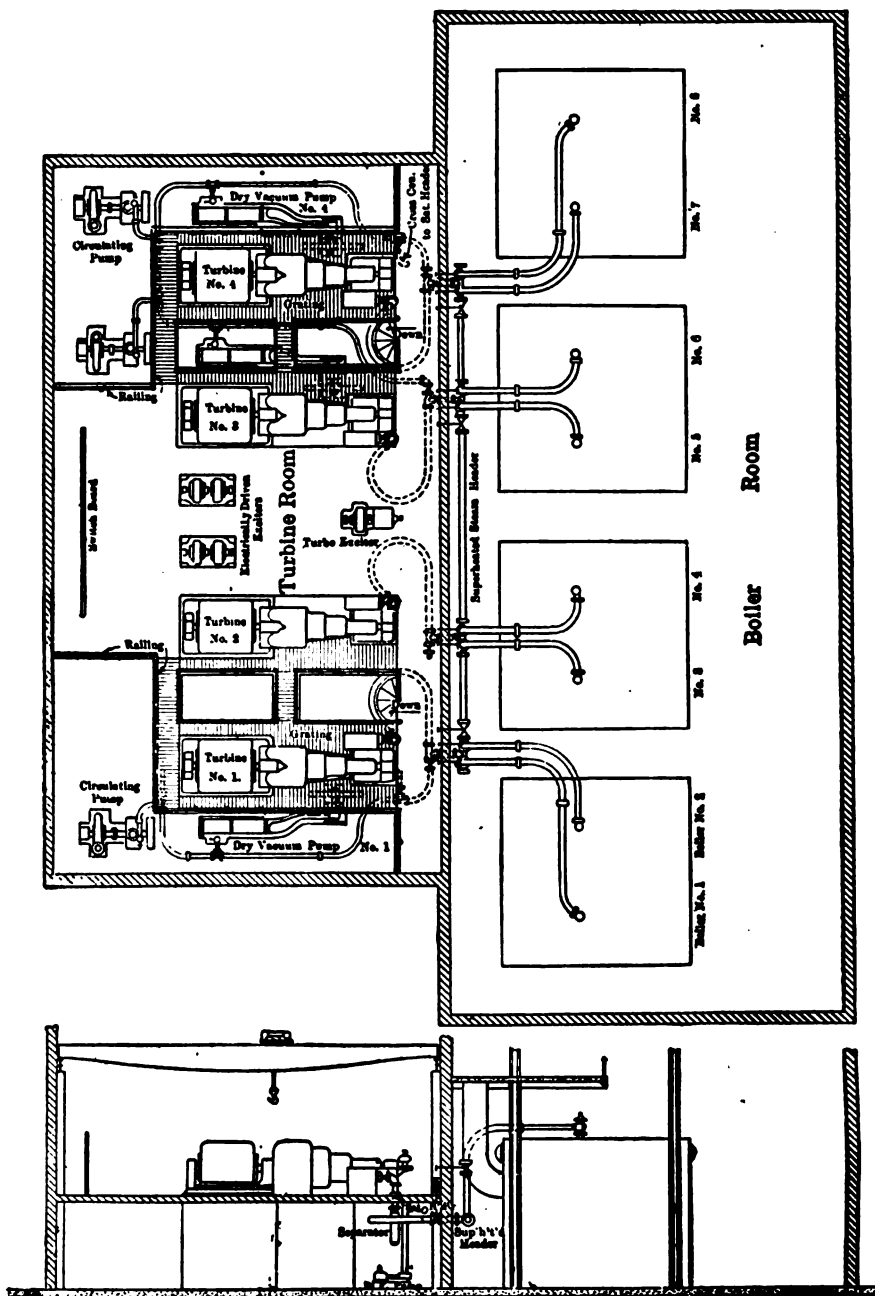 No. 8
No. 7
Cross Con.
to Sat. Header
Dry Vacuum Pump
No. 4
Circulating
Pump
Turbine
No. 4
Grating
Down
No. 6
No. 5
Railing
Turbine
No. 3
Switch Board
Electrically Driven
Exciters
Turbine Room
Turbo Exciter
Superheated Steam Header
Boiler Room
No. 4
No. 3
Railing
Turbine
No. 2
Down
Grating
Turbine
No. 1.
Circulating
Pump
Dry Vacuum Pump No. 1
Boiler No. 2
Boiler No. 1
Separator
Sup'h't'd
Header